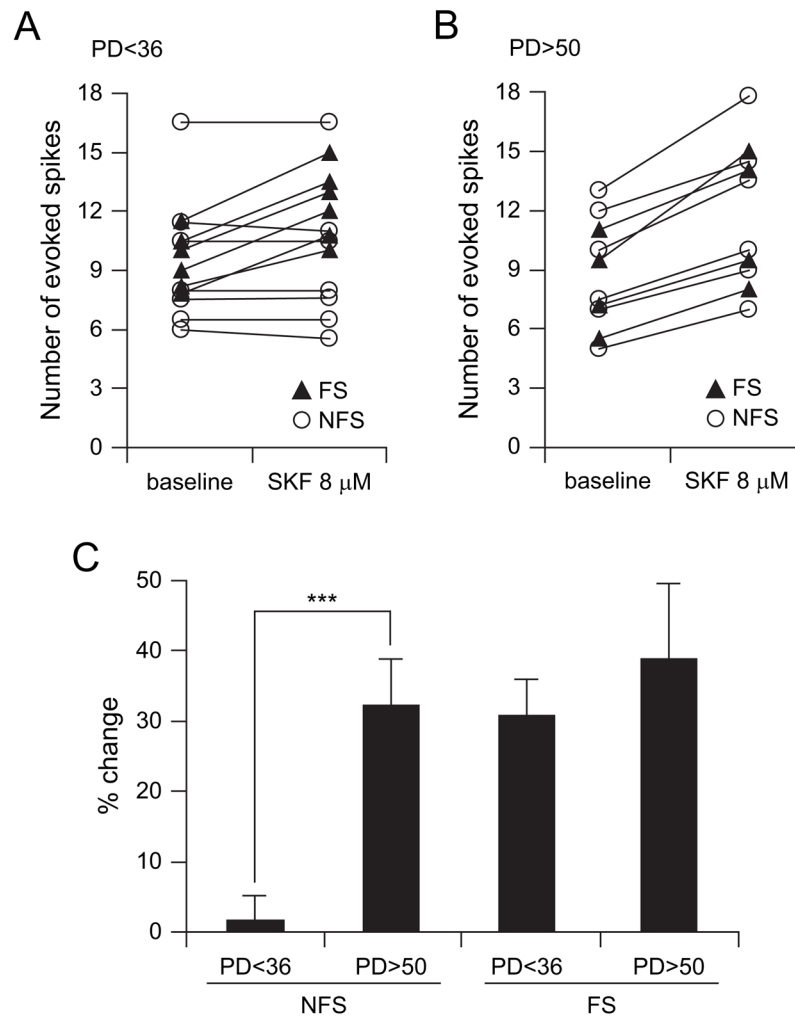 A
PD<36
Number of evoked spikes
18
15
12
9
6
3
0
FS
NFS
baseline
SKF 8 μM
B
PD>50
Number of evoked spikes
18
15
12
9
6
3
0
FS
NFS
baseline
SKF 8 μM
C
% change
50
40
30
20
10
0
***
PD<36
PD>50
PD<36
PD>50
NFS
FS